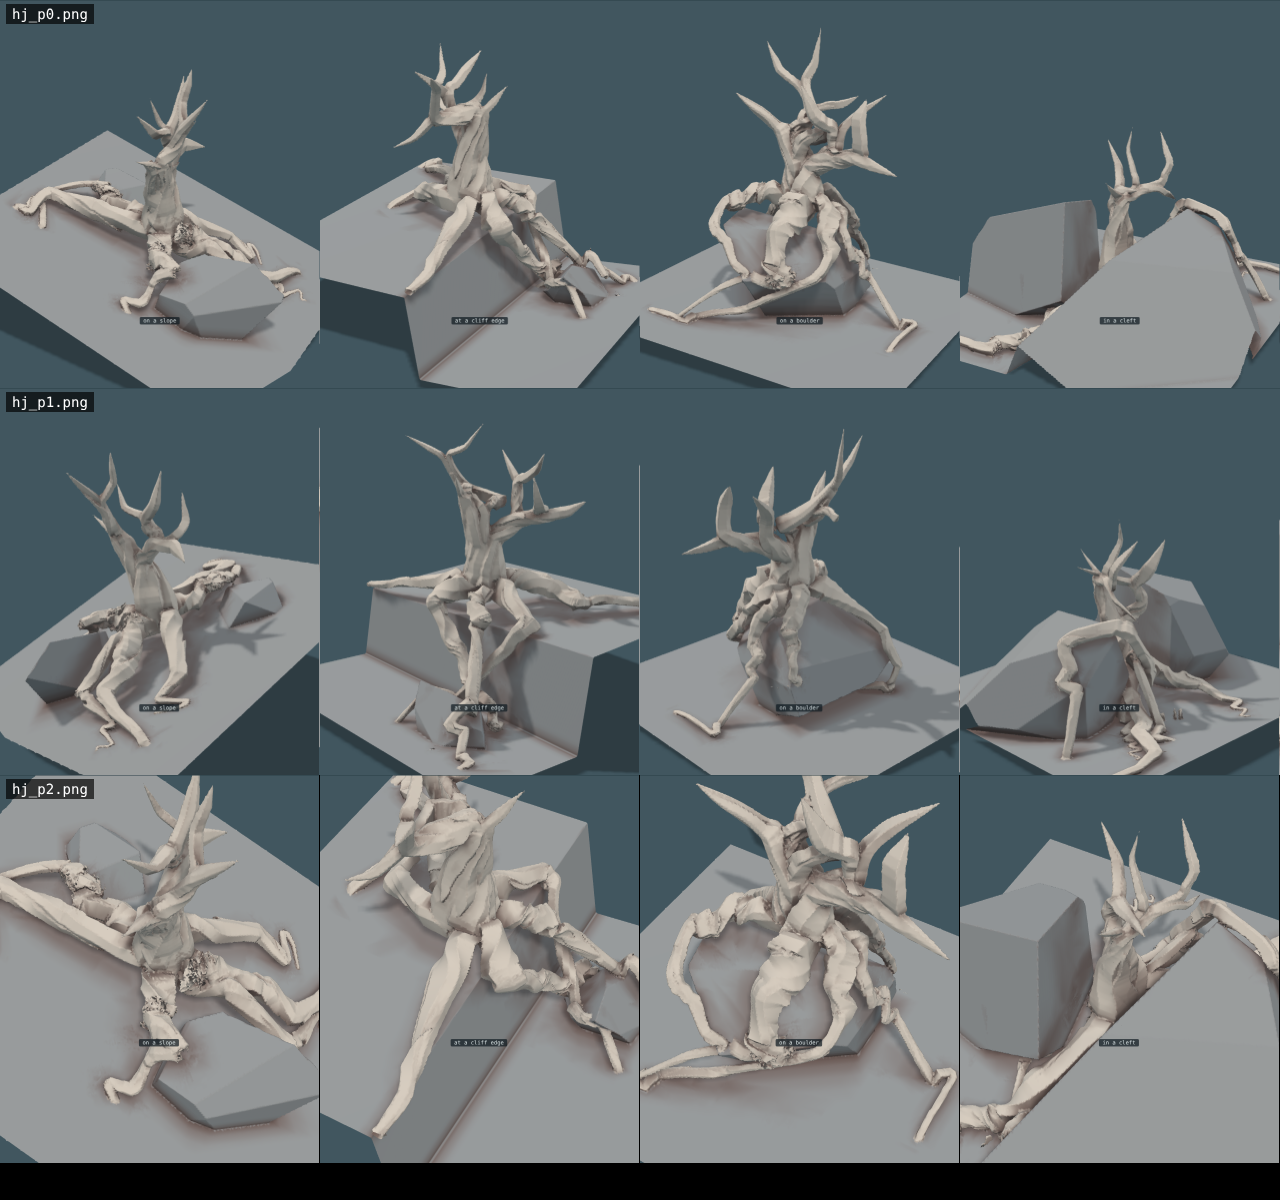 hj_p0.png
on a slope
at a cliff edge
on a boulder
in a cleft
hj_p1.png
on a slope
at a cliff edge
on a boulder
in a cleft
hj_p2.png
on a slope
at a cliff edge
on a boulder
in a cleft